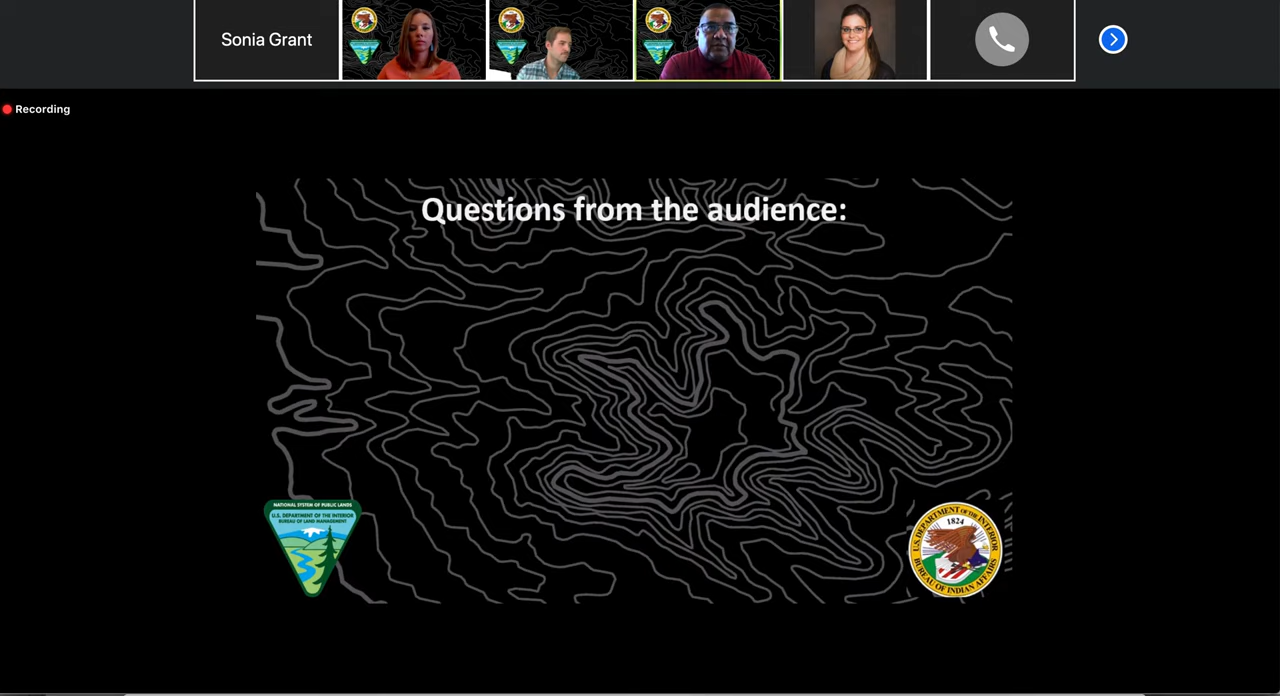 Sonia Grant
Recording
Questions from the audience:
NATIONAL SYSTEM OF PUBLIC LANDS
U.S. DEPARTMENT OF THE INTERIOR
BUREAU OF LAND MANAGEMENT
U.S. DEPARTMENT OF THE INTERIOR
1824
BUREAU OF INDIAN AFFAIRS